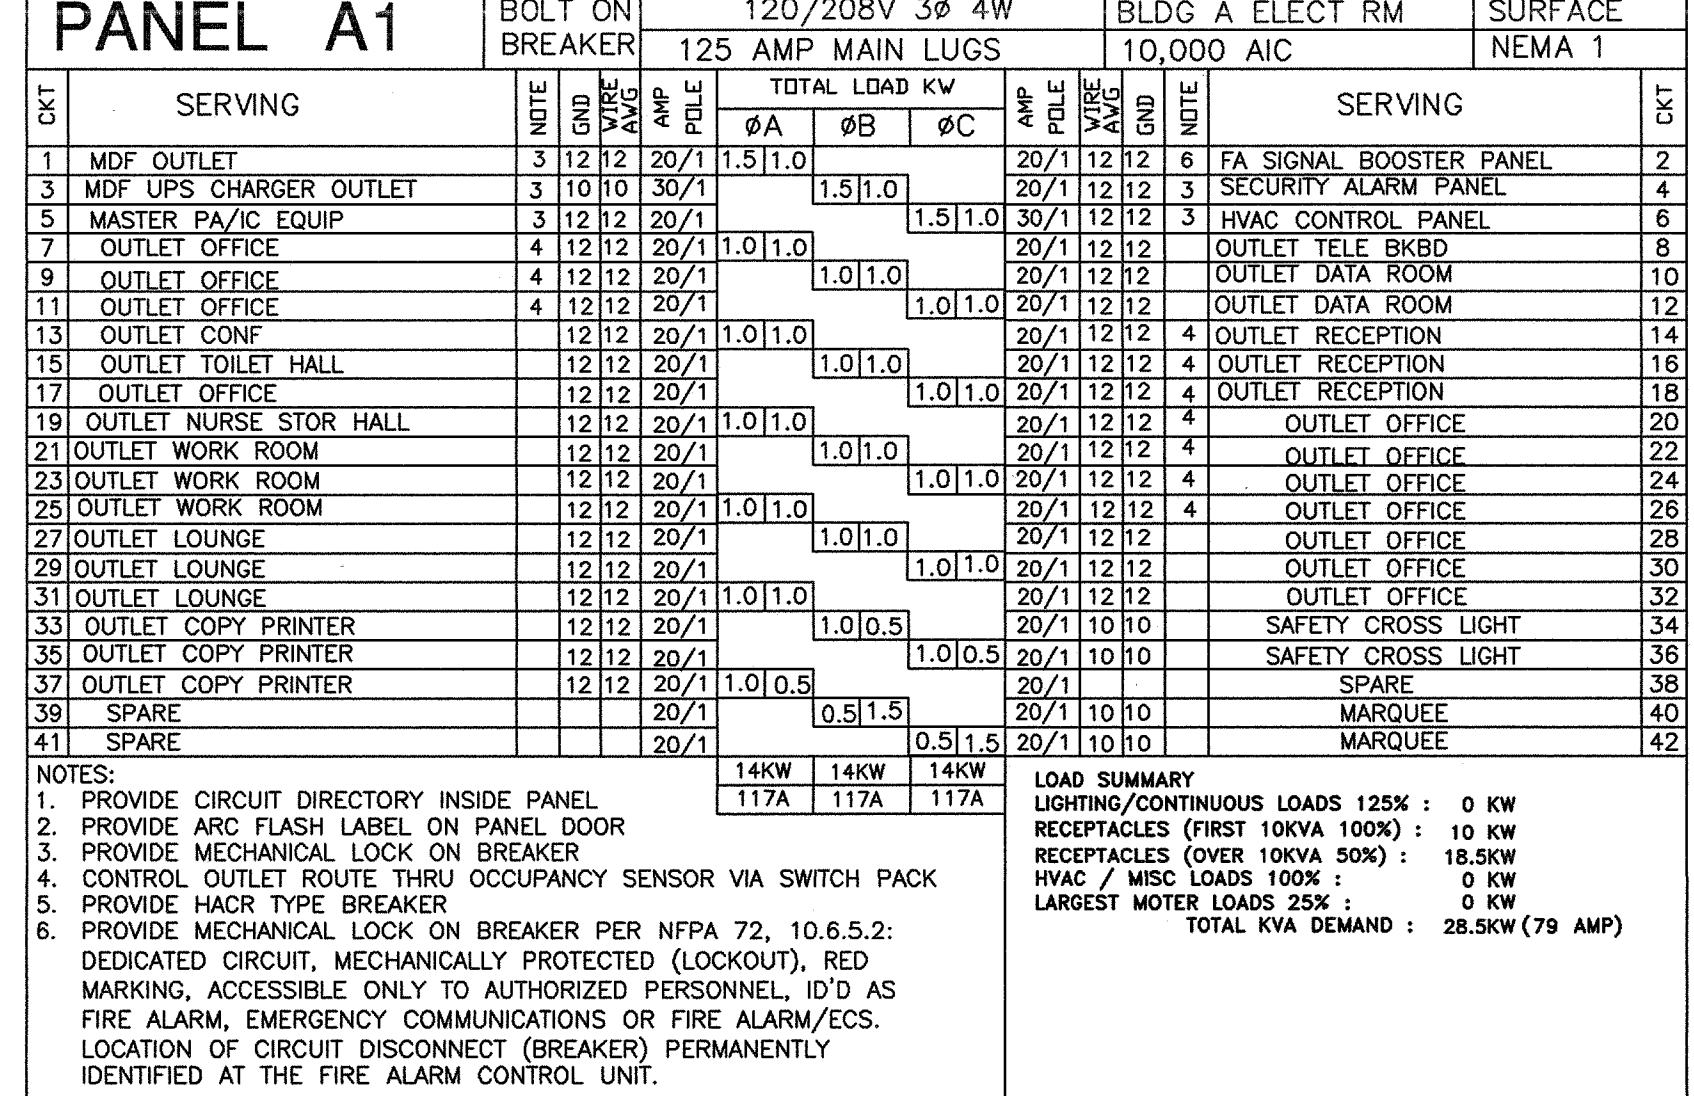 PANEL A1 BOLT ON BREAKER 120/208V 3ø 4W BLDG A ELECT RM SURFACE
125 AMP MAIN LUGS 10,000 AIC NEMA 1
CKT SERVING NOTE GND WIRE AWG AMP POLE TOTAL LOAD KW AMP POLE WIRE AWG GND NOTE SERVING CKT
øA øB øC
1 MDF OUTLET 3 12 12 20/1 1.5 1.0 20/1 12 12 6 FA SIGNAL BOOSTER PANEL 2
3 MDF UPS CHARGER OUTLET 3 10 10 30/1 1.5 1.0 20/1 12 12 3 SECURITY ALARM PANEL 4
5 MASTER PA/IC EQUIP 3 12 12 20/1 1.5 1.0 30/1 12 12 3 HVAC CONTROL PANEL 6
7 OUTLET OFFICE 4 12 12 20/1 1.0 1.0 20/1 12 12 OUTLET TELE BKBD 8
9 OUTLET OFFICE 4 12 12 20/1 1.0 1.0 20/1 12 12 OUTLET DATA ROOM 10
11 OUTLET OFFICE 4 12 12 20/1 1.0 1.0 20/1 12 12 OUTLET DATA ROOM 12
13 OUTLET CONF 12 12 20/1 1.0 1.0 20/1 12 12 4 OUTLET RECEPTION 14
15 OUTLET TOILET HALL 12 12 20/1 1.0 1.0 20/1 12 12 4 OUTLET RECEPTION 16
17 OUTLET OFFICE 12 12 20/1 1.0 1.0 20/1 12 12 4 OUTLET RECEPTION 18
19 OUTLET NURSE STOR HALL 12 12 20/1 1.0 1.0 20/1 12 12 4 OUTLET OFFICE 20
21 OUTLET WORK ROOM 12 12 20/1 1.0 1.0 20/1 12 12 4 OUTLET OFFICE 22
23 OUTLET WORK ROOM 12 12 20/1 1.0 1.0 20/1 12 12 4 OUTLET OFFICE 24
25 OUTLET WORK ROOM 12 12 20/1 1.0 1.0 20/1 12 12 4 OUTLET OFFICE 26
27 OUTLET LOUNGE 12 12 20/1 1.0 1.0 20/1 12 12 OUTLET OFFICE 28
29 OUTLET LOUNGE 12 12 20/1 1.0 1.0 20/1 12 12 OUTLET OFFICE 30
31 OUTLET LOUNGE 12 12 20/1 1.0 1.0 20/1 12 12 OUTLET OFFICE 32
33 OUTLET COPY PRINTER 12 12 20/1 1.0 0.5 20/1 10 10 SAFETY CROSS LIGHT 34
35 OUTLET COPY PRINTER 12 12 20/1 1.0 0.5 20/1 10 10 SAFETY CROSS LIGHT 36
37 OUTLET COPY PRINTER 12 12 20/1 1.0 0.5 20/1 SPARE 38
39 SPARE 20/1 0.5 1.5 20/1 10 10 MARQUEE 40
41 SPARE 20/1 0.5 1.5 20/1 10 10 MARQUEE 42
14KW 14KW 14KW
117A 117A 117A
NOTES:
1. PROVIDE CIRCUIT DIRECTORY INSIDE PANEL
2. PROVIDE ARC FLASH LABEL ON PANEL DOOR
3. PROVIDE MECHANICAL LOCK ON BREAKER
4. CONTROL OUTLET ROUTE THRU OCCUPANCY SENSOR VIA SWITCH PACK
5. PROVIDE HACR TYPE BREAKER
6. PROVIDE MECHANICAL LOCK ON BREAKER PER NFPA 72, 10.6.5.2:
DEDICATED CIRCUIT, MECHANICALLY PROTECTED (LOCKOUT), RED
MARKING, ACCESSIBLE ONLY TO AUTHORIZED PERSONNEL, ID'D AS
FIRE ALARM, EMERGENCY COMMUNICATIONS OR FIRE ALARM/ECS.
LOCATION OF CIRCUIT DISCONNECT (BREAKER) PERMANENTLY
IDENTIFIED AT THE FIRE ALARM CONTROL UNIT.
LOAD SUMMARY
LIGHTING/CONTINUOUS LOADS 125% : 0 KW
RECEPTACLES (FIRST 10KVA 100%) : 10 KW
RECEPTACLES (OVER 10KVA 50%) : 18.5KW
HVAC / MISC LOADS 100% : 0 KW
LARGEST MOTER LOADS 25% : 0 KW
TOTAL KVA DEMAND : 28.5KW (79 AMP)